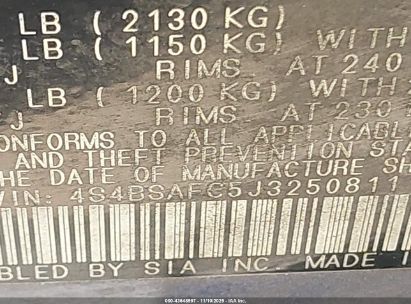 LB ( 2130 KG)
LB ( 1150 KG) WITH
J RIMS AT 240
LB ( 1200 KG) WITH
J RIMS AT 230
CONFORMS TO ALL APPLICABLE
AND THEFT PREVENTION STA
THE DATE OF MANUFACTURE SH
VIN: 4S4BSAFC5J3250811
BLED BY SIA INC. MADE I